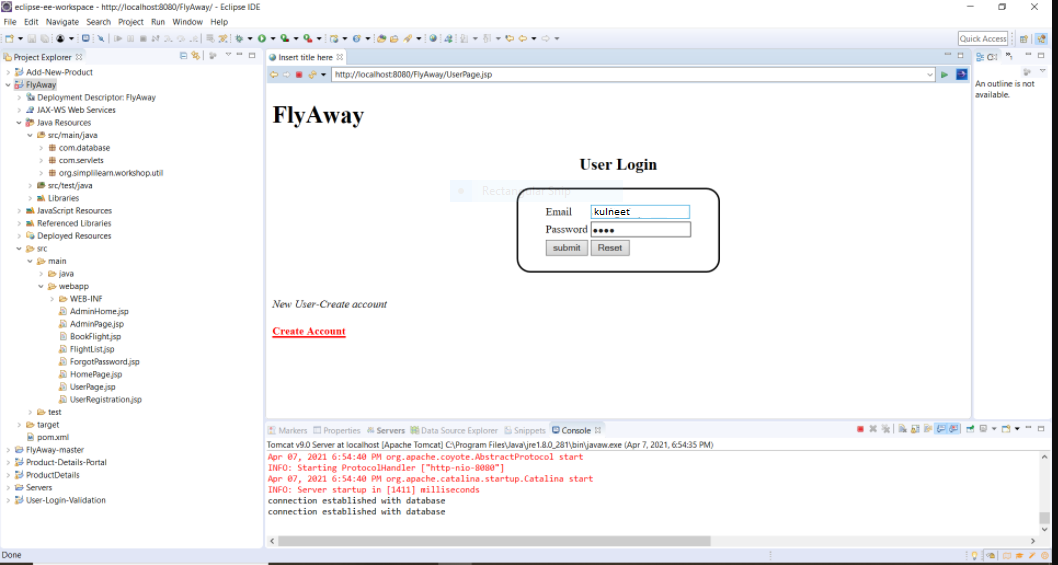 eclipse-ee-workspace - http://localhost:8080/FlyAway/ - Eclipse IDE
File Edit Navigate Search Project Run Window Help
Quick Access
Project Explorer
Add-New-Product
FlyAway
Deployment Descriptor: FlyAway
JAX-WS Web Services
Java Resources
src/main/java
com.database
com.servlets
org.simplilearn.workshop.util
src/test/java
Libraries
JavaScript Resources
Referenced Libraries
Deployed Resources
src
main
java
webapp
WEB-INF
AdminHome.jsp
AdminPage.jsp
BookFlight.jsp
FlightList.jsp
ForgotPassword.jsp
HomePage.jsp
UserPage.jsp
UserRegistration.jsp
test
target
pom.xml
FlyAway-master
Product-Details-Portal
ProductDetails
Servers
User-Login-Validation
Insert title here
http://localhost:8080/FlyAway/UserPage.jsp
FlyAway
User Login
Rectangular Snip
Email kulneet
Password ••••
submit Reset
New User-Create account
Create Account
An outline is not
available.
Markers Properties Servers Data Source Explorer Snippets Console
Tomcat v9.0 Server at localhost [Apache Tomcat] C:\Program Files\Java\jre1.8.0_281\bin\javaw.exe (Apr 7, 2021, 6:54:35 PM)
Apr 07, 2021 6:54:40 PM org.apache.coyote.AbstractProtocol start
INFO: Starting ProtocolHandler ["http-nio-8080"]
Apr 07, 2021 6:54:40 PM org.apache.catalina.startup.Catalina start
INFO: Server startup in [1411] milliseconds
connection established with database
connection established with database
Done